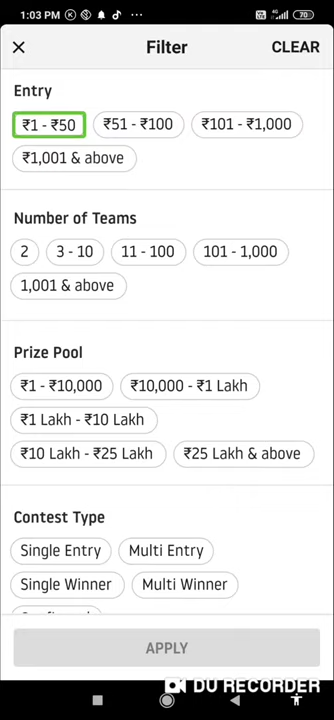 1:03 PM
70
Filter
CLEAR
Entry
₹1 - ₹50
₹51 - ₹100
₹101 - ₹1,000
₹1,001 & above
Number of Teams
2
3 - 10
11 - 100
101 - 1,000
1,001 & above
Prize Pool
₹1 - ₹10,000
₹10,000 - ₹1 Lakh
₹1 Lakh - ₹10 Lakh
₹10 Lakh - ₹25 Lakh
₹25 Lakh & above
Contest Type
Single Entry
Multi Entry
Single Winner
Multi Winner
APPLY
DU RECORDER